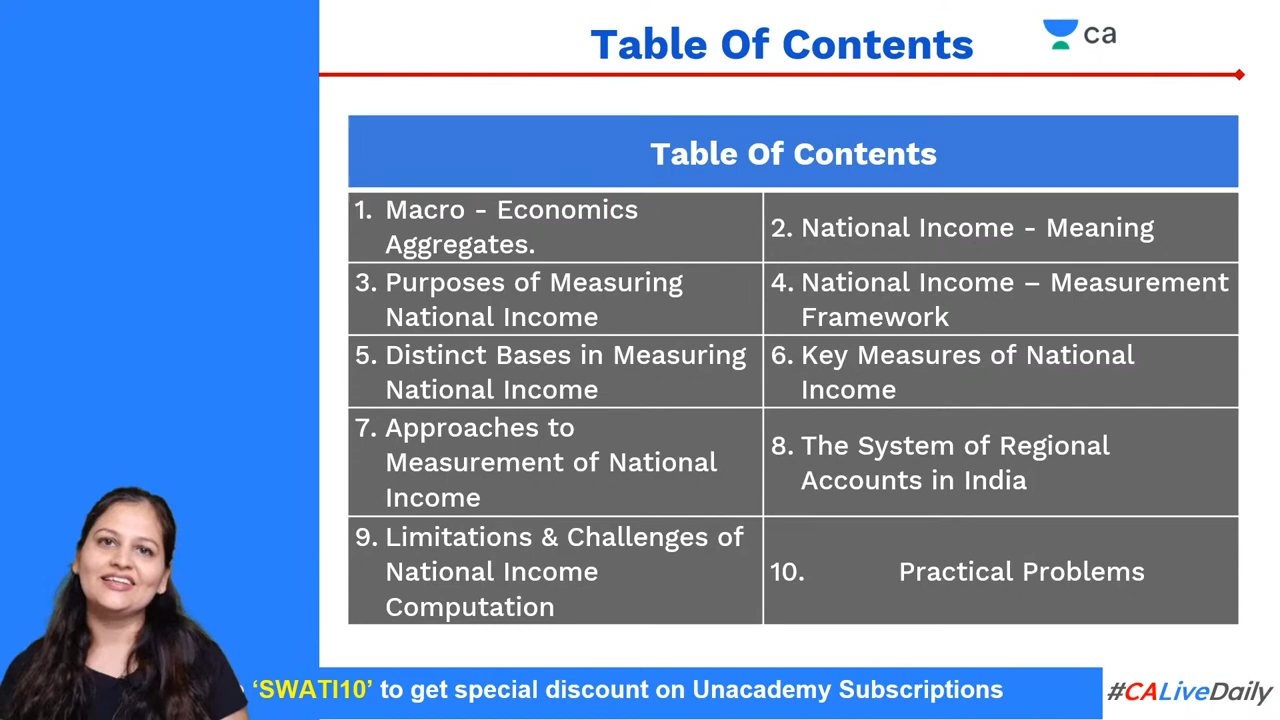 Table Of Contents
ca
Table Of Contents
1. Macro - Economics
Aggregates.
2. National Income - Meaning
3. Purposes of Measuring
National Income
4. National Income – Measurement
Framework
5. Distinct Bases in Measuring
National Income
6. Key Measures of National
Income
7. Approaches to
Measurement of National
Income
8. The System of Regional
Accounts in India
9. Limitations & Challenges of
National Income
Computation
10. Practical Problems
‘SWATI10’ to get special discount on Unacademy Subscriptions
#CALiveDaily